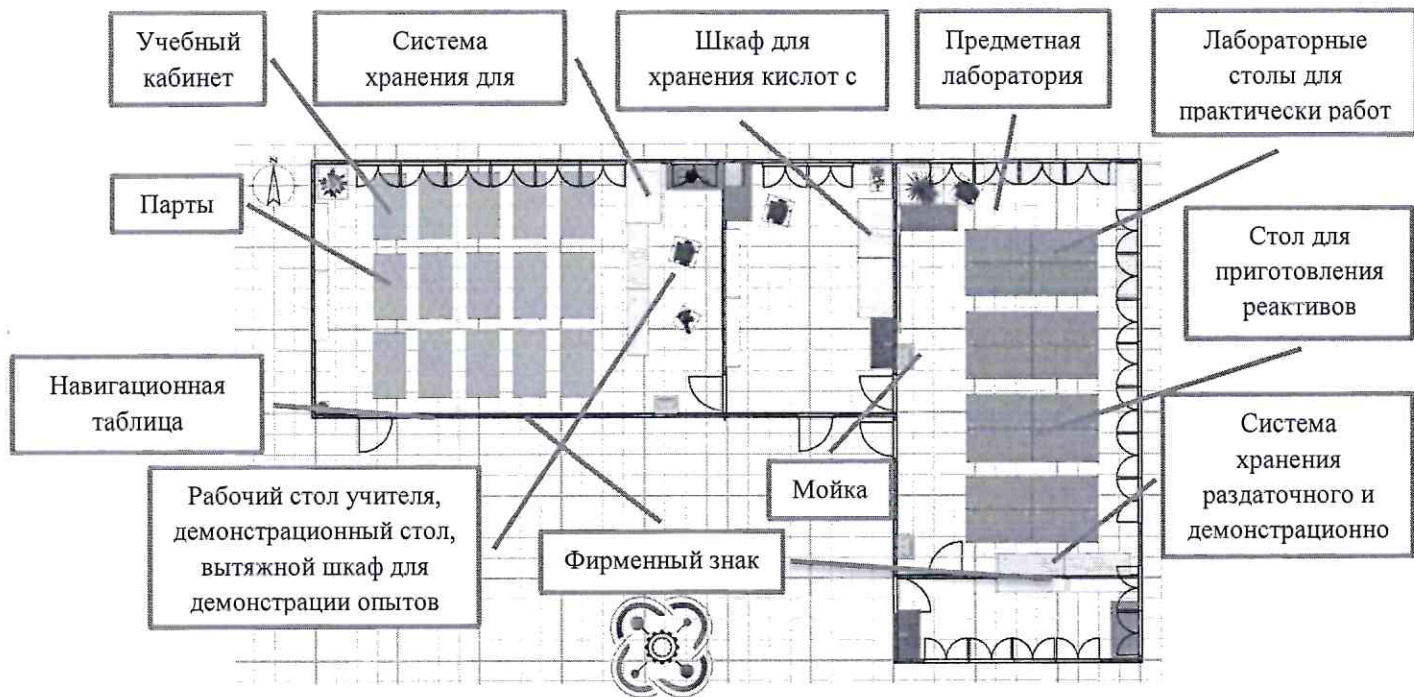 Учебный
кабинет
Система
хранения для
Шкаф для
хранения кислот с
Предметная
лаборатория
Лабораторные
столы для
практически работ
Парты
Стол для
приготовления
реактивов
Навигационная
таблица
Рабочий стол учителя,
демонстрационный стол,
вытяжной шкаф для
демонстрации опытов
Мойка
Фирменный знак
Система
хранения
раздаточного и
демонстрационно